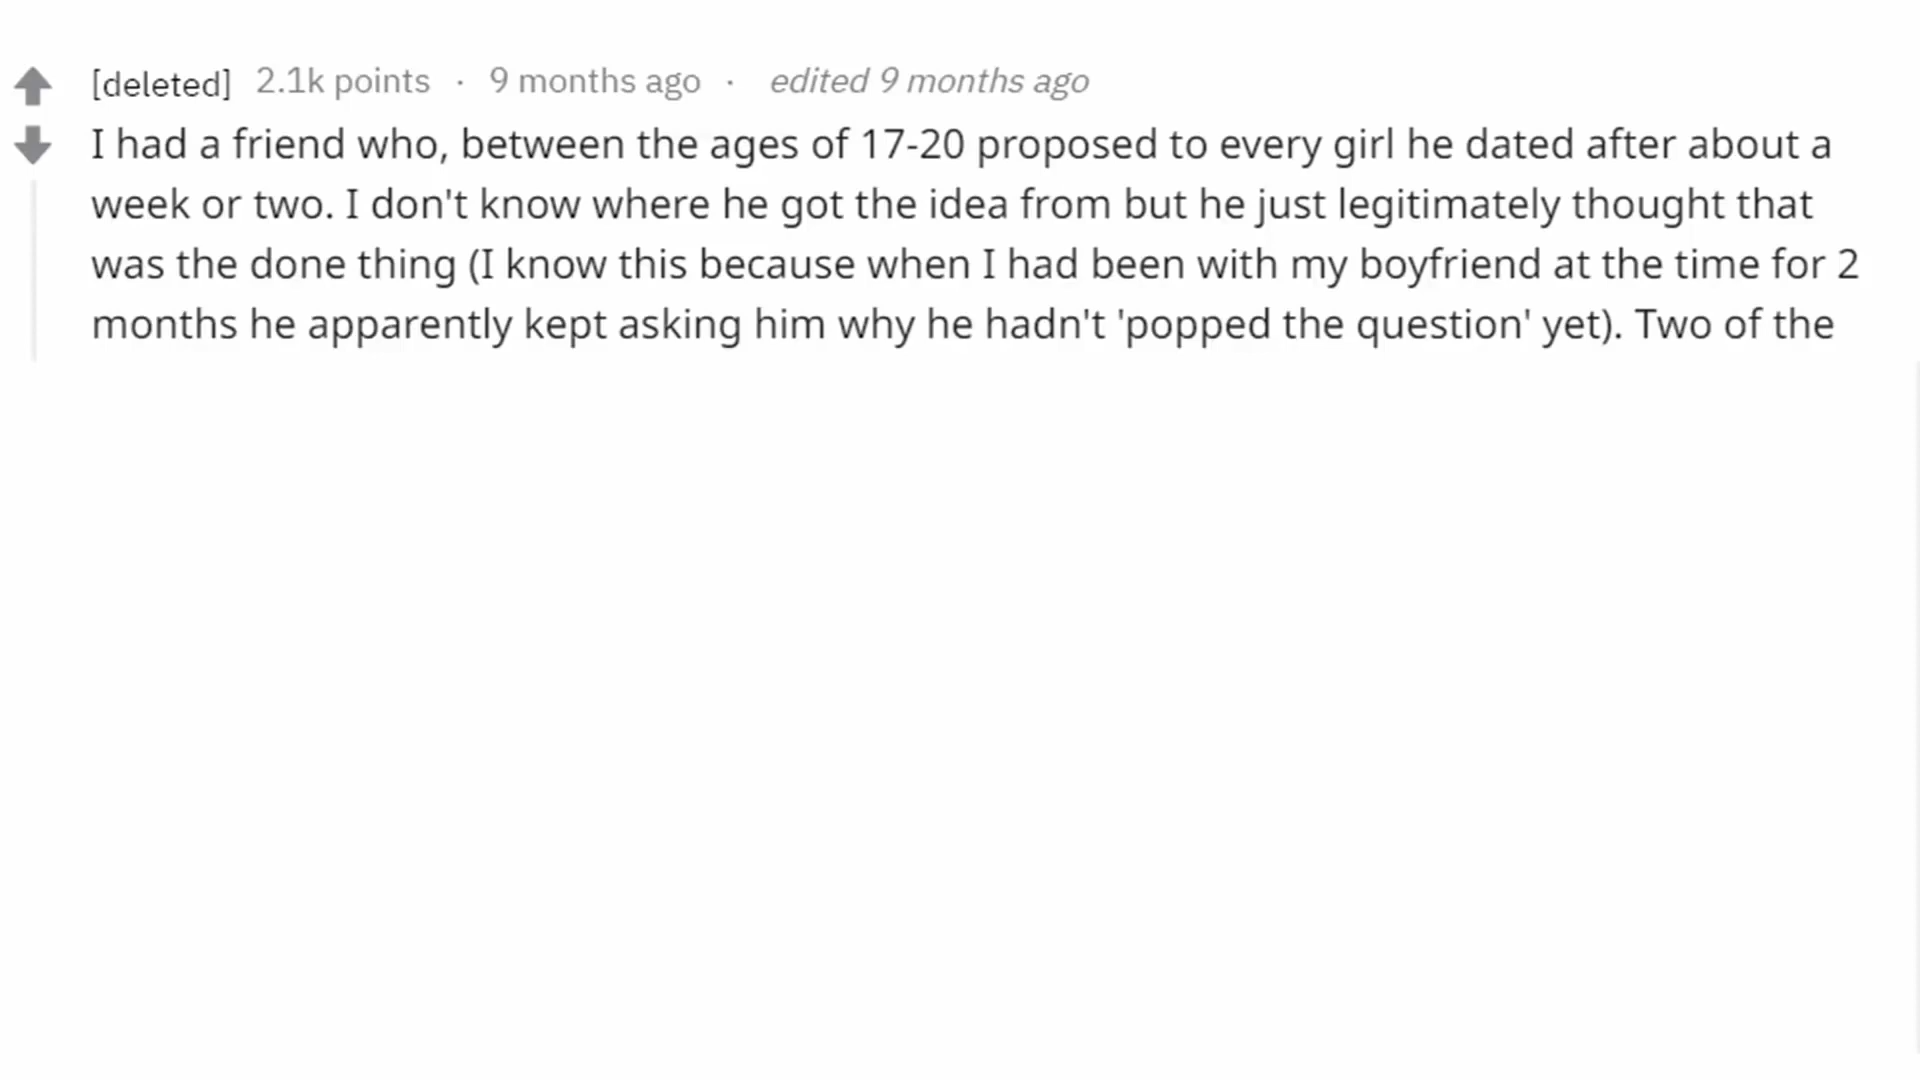 [deleted] 2.1k points · 9 months ago · edited 9 months ago
I had a friend who, between the ages of 17-20 proposed to every girl he dated after about a
week or two. I don't know where he got the idea from but he just legitimately thought that
was the done thing (I know this because when I had been with my boyfriend at the time for 2
months he apparently kept asking him why he hadn't 'popped the question' yet). Two of the